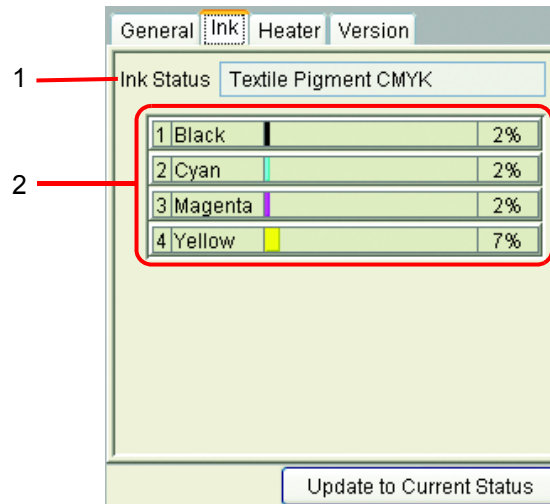 General Ink Heater Version
1 Ink Status Textile Pigment CMYK
2
1 Black 2%
2 Cyan 2%
3 Magenta 2%
4 Yellow 7%
Update to Current Status